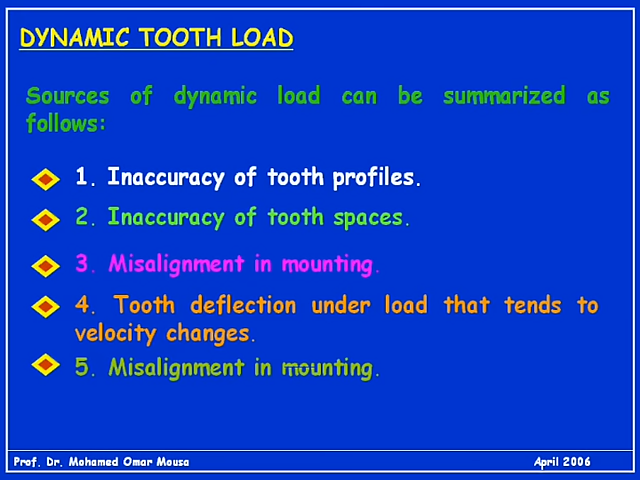 DYNAMIC TOOTH LOAD
Sources of dynamic load can be summarized as
follows:
1. Inaccuracy of tooth profiles.
2. Inaccuracy of tooth spaces.
3. Misalignment in mounting.
4. Tooth deflection under load that tends to
velocity changes.
5. Misalignment in mounting.
Prof. Dr. Mohamed Omar Mousa
April 2006